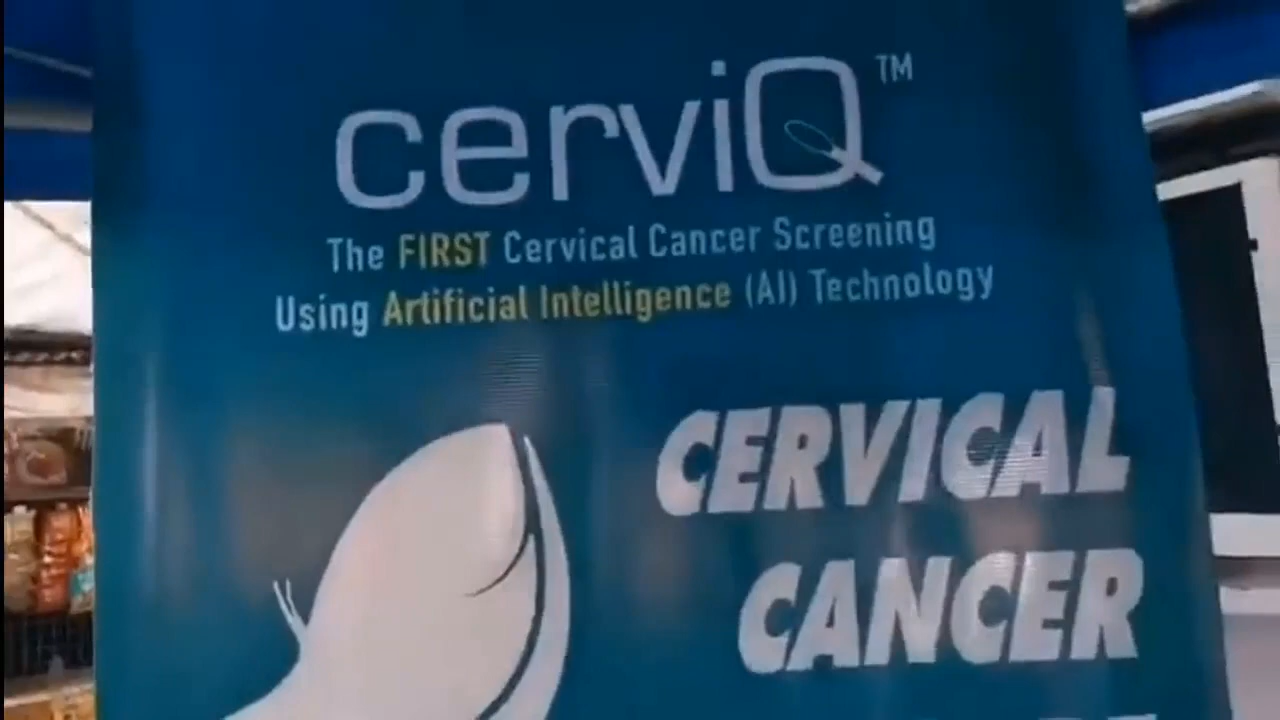 cerviQ™
The FIRST Cervical Cancer Screening
Using Artificial Intelligence (AI) Technology
CERVICAL
CANCER